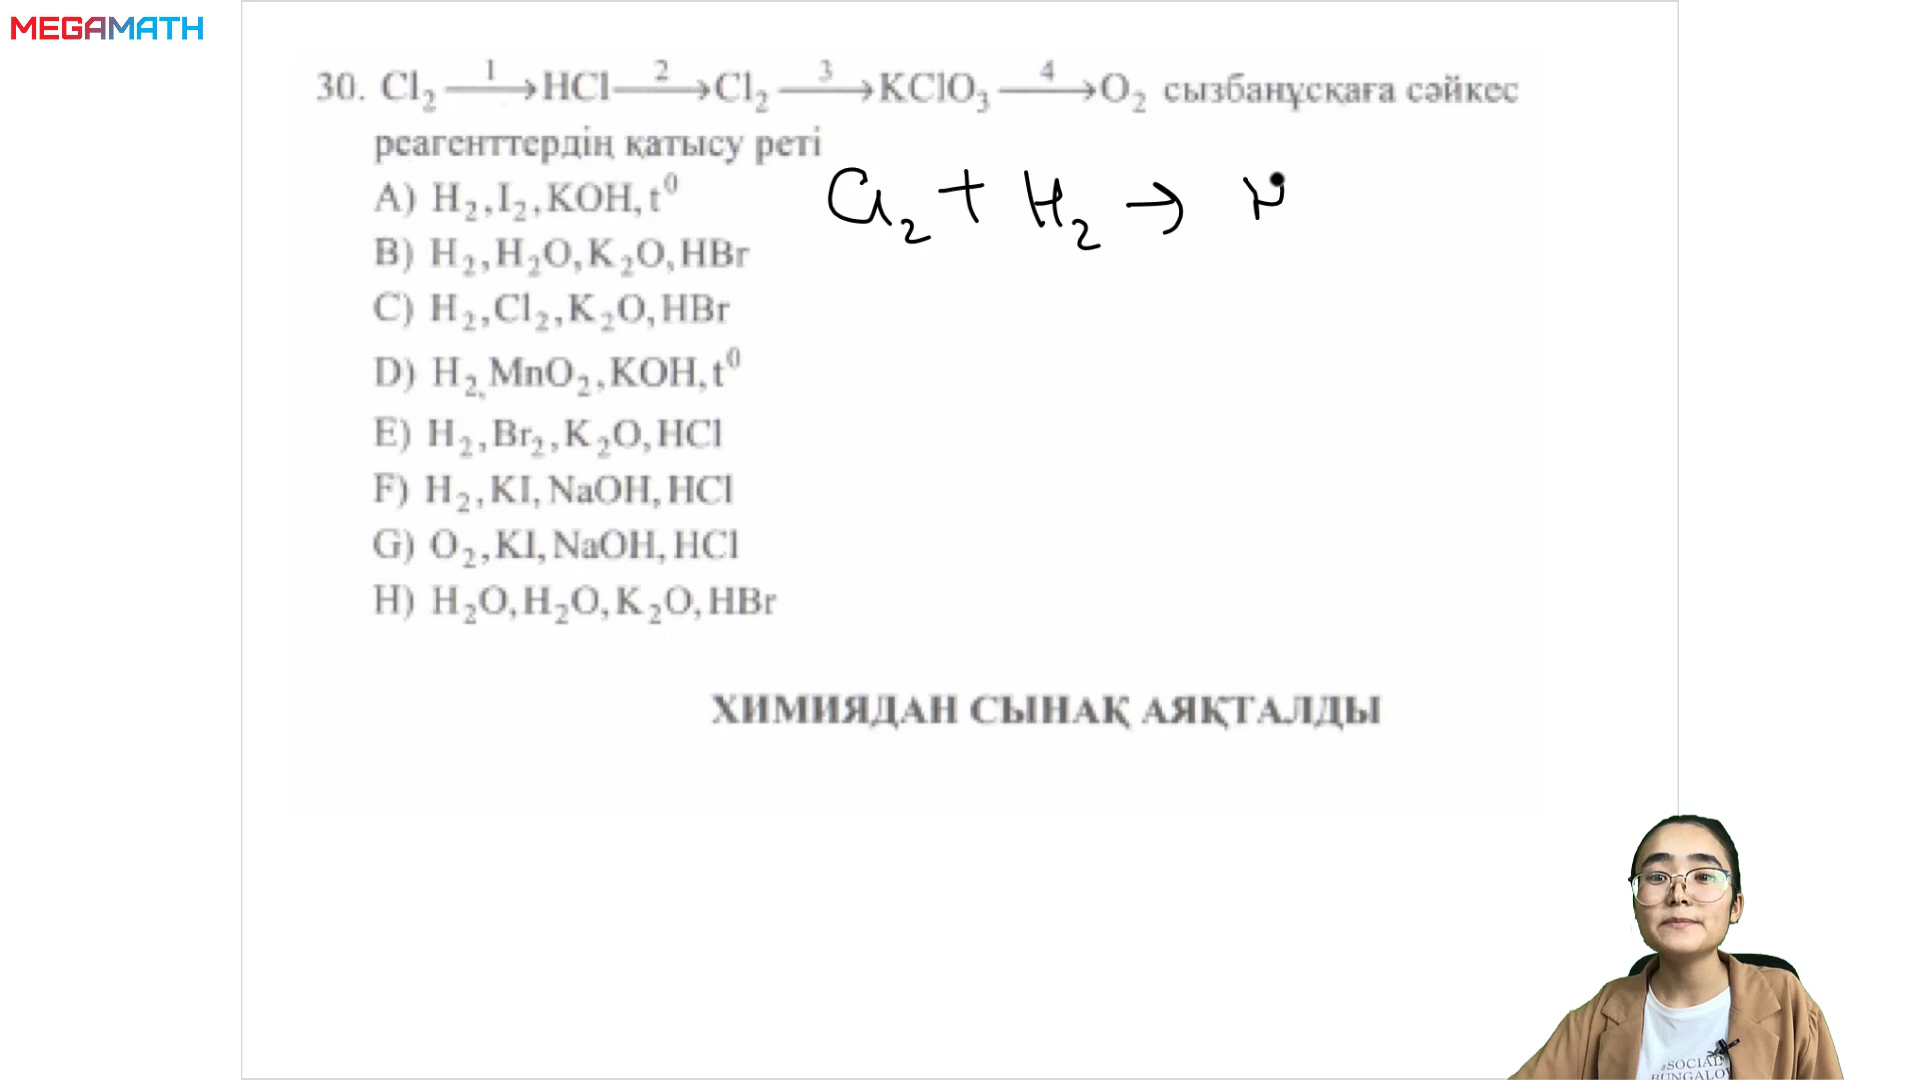 MEGAMATH
30. Cl₂ —1→ HCl —2→ Cl₂ —3→ KClO₃ —4→ O₂ сызбанұсқаға сәйкес
реагенттердің қатысу реті
A) H₂, I₂, KOH, t⁰
Cl₂ + H₂ → H
B) H₂, H₂O, K₂O, HBr
C) H₂, Cl₂, K₂O, HBr
D) H₂, MnO₂, KOH, t⁰
E) H₂, Br₂, K₂O, HCl
F) H₂, KI, NaOH, HCl
G) O₂, KI, NaOH, HCl
H) H₂O, H₂O, K₂O, HBr
ХИМИЯДАН СЫНАҚ АЯҚТАЛДЫ
SOCIAL
BUNGALOW